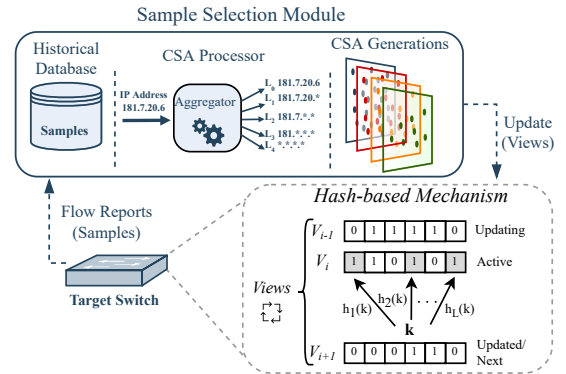 Sample Selection Module
Historical
Database
Samples
IP Address
181.7.20.6
CSA Processor
Aggregator
L0 181.7.20.6
L1 181.7.20.*
L2 181.7.*.*
L3 181.*.*.*
L4 *.*.*.*
CSA Generations
Update
(Views)
Flow Reports
(Samples)
Target Switch
Hash-based Mechanism
Views
Vi-1 0 1 1 1 1 0 Updating
Vi 1 1 0 1 0 1 Active
h1(k) h2(k) . . . hL(k)
k
Vi+1 0 0 0 1 1 0 Updated/
Next